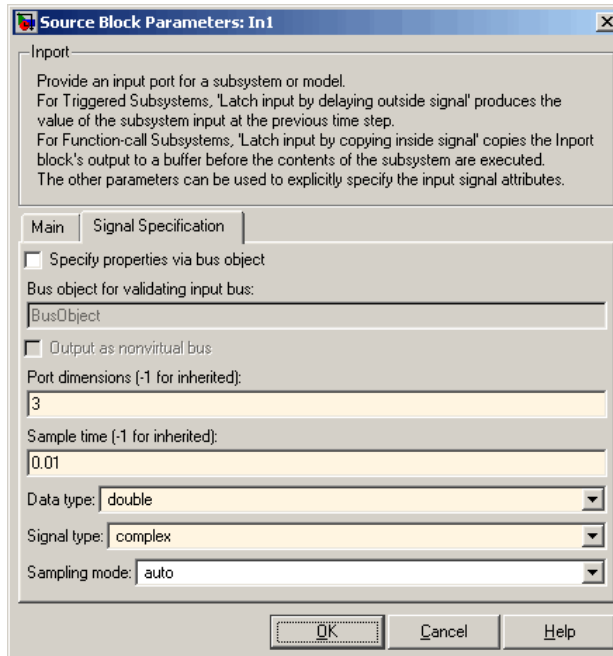 Source Block Parameters: In1
Inport
Provide an input port for a subsystem or model.
For Triggered Subsystems, 'Latch input by delaying outside signal' produces the
value of the subsystem input at the previous time step.
For Function-call Subsystems, 'Latch input by copying inside signal' copies the Inport
block's output to a buffer before the contents of the subsystem are executed.
The other parameters can be used to explicitly specify the input signal attributes.
Main Signal Specification
Specify properties via bus object
Bus object for validating input bus:
BusObject
Output as nonvirtual bus
Port dimensions (-1 for inherited):
3
Sample time (-1 for inherited):
0.01
Data type: double
Signal type: complex
Sampling mode: auto
OK Cancel Help